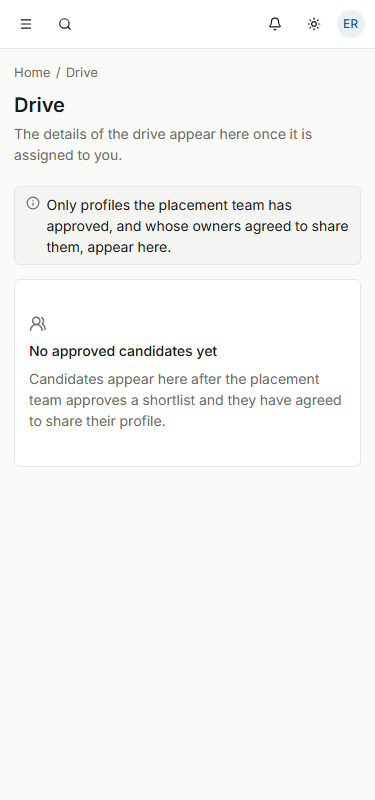 ER
Home / Drive
Drive
The details of the drive appear here once it is
assigned to you.
Only profiles the placement team has
approved, and whose owners agreed to share
them, appear here.
No approved candidates yet
Candidates appear here after the placement
team approves a shortlist and they have agreed
to share their profile.